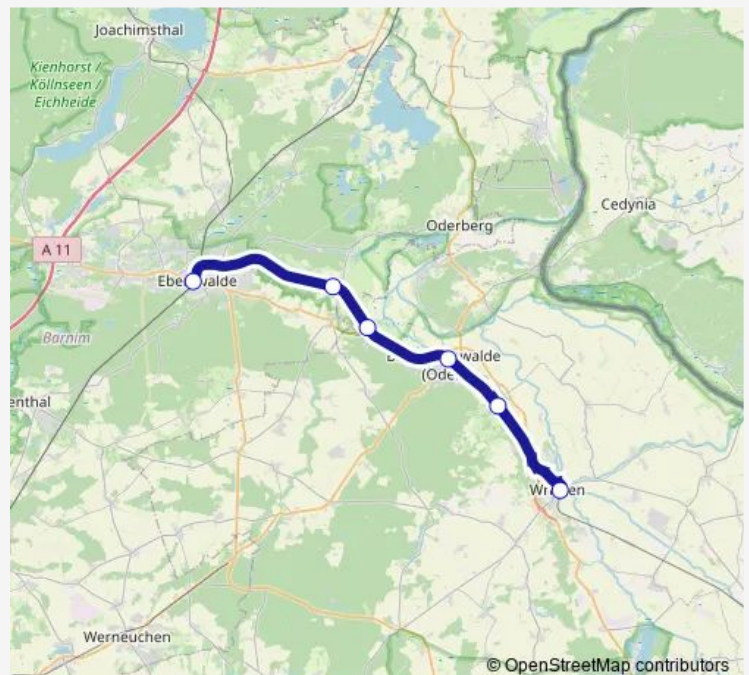 Joachimsthal
Kienhorst /
Köllnseen /
Eichheide
Cedynia
Oderberg
A 11
Barnim
enthal
Werneuchen
© OpenStreetMap contributors